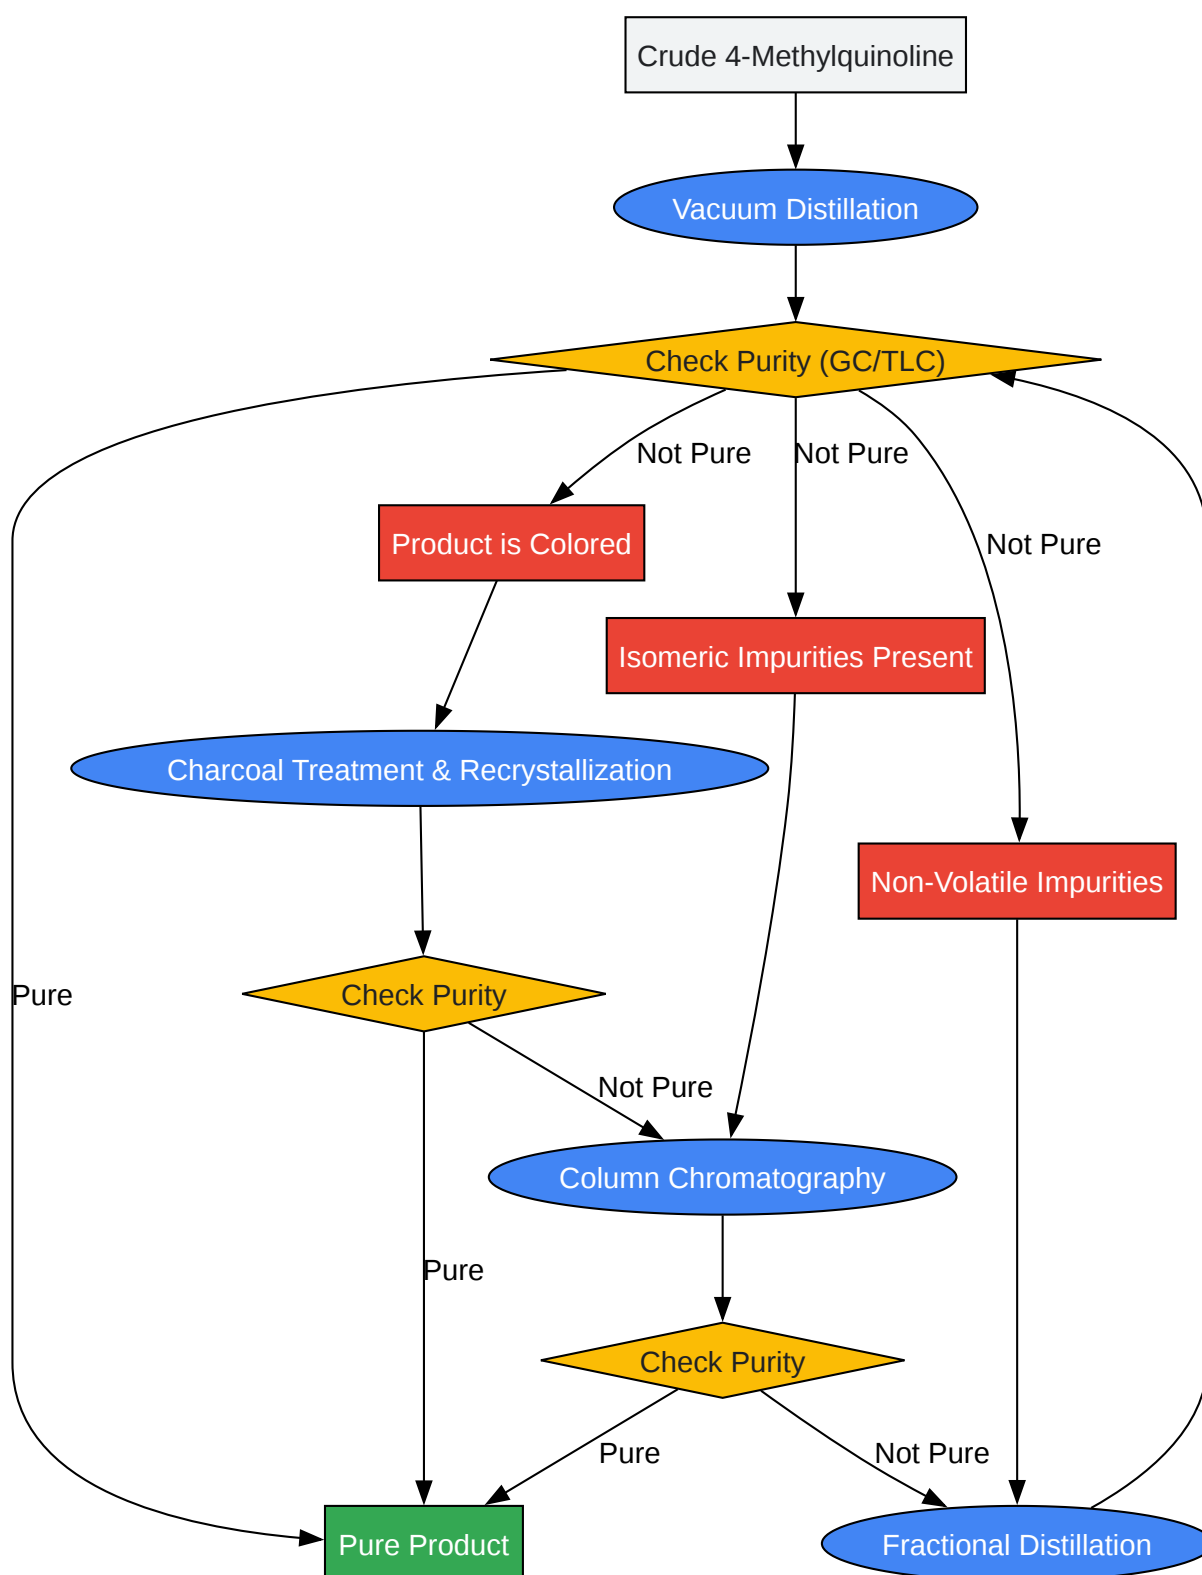 Crude 4-Methylquinoline
Vacuum Distillation
Check Purity (GC/TLC)
Not Pure
Not Pure
Not Pure
Product is Colored
Isomeric Impurities Present
Charcoal Treatment & Recrystallization
Non-Volatile Impurities
Pure
Check Purity
Not Pure
Column Chromatography
Pure
Check Purity
Pure
Not Pure
Pure Product
Fractional Distillation